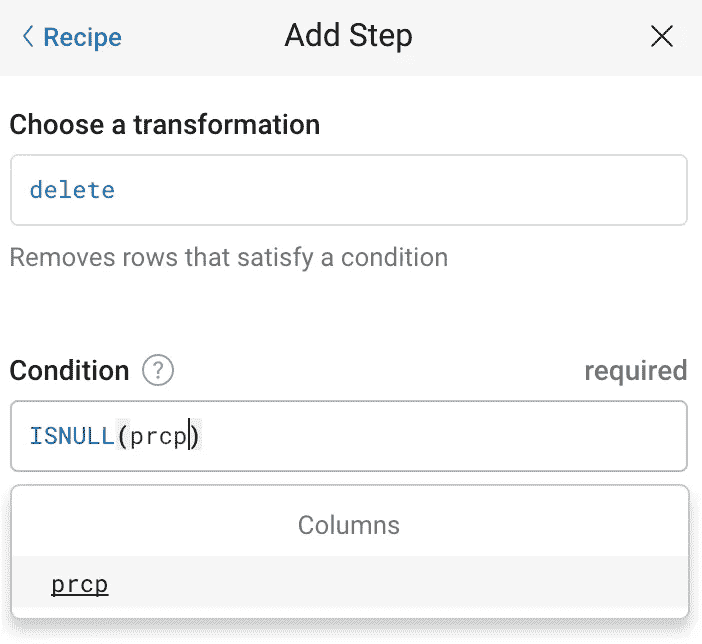 Recipe Add Step
Choose a transformation
delete
Removes rows that satisfy a condition
Condition ? required
ISNULL(prcp)
Columns
prcp